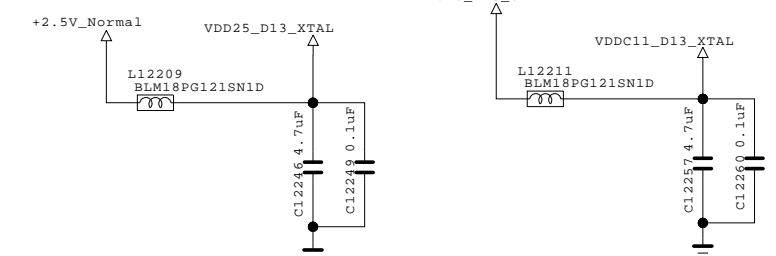 +2.5V_Normal
VDD25_D13_XTAL
L12209
BLM18PG121SN1D
C12246 4.7uF
C12249 0.1uF
VDDC11_D13_XTAL
L12211
BLM18PG121SN1D
C12257 4.7uF
C12260 0.1uF